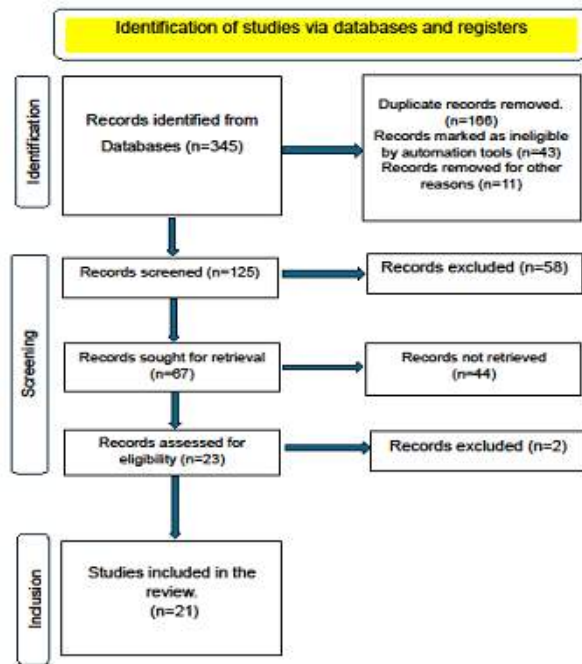 Identification of studies via databases and registers
Identification
Records identified from
Databases (n=345)
Duplicate records removed.
(n=166)
Records marked as ineligible
by automation tools (n=43)
Records removed for other
reasons (n=11)
Screening
Records screened (n=125)
Records excluded (n=58)
Records sought for retrieval
(n=67)
Records not retrieved
(n=44)
Records assessed for
eligibility (n=23)
Records excluded (n=2)
Inclusion
Studies included in the
review.
(n=21)